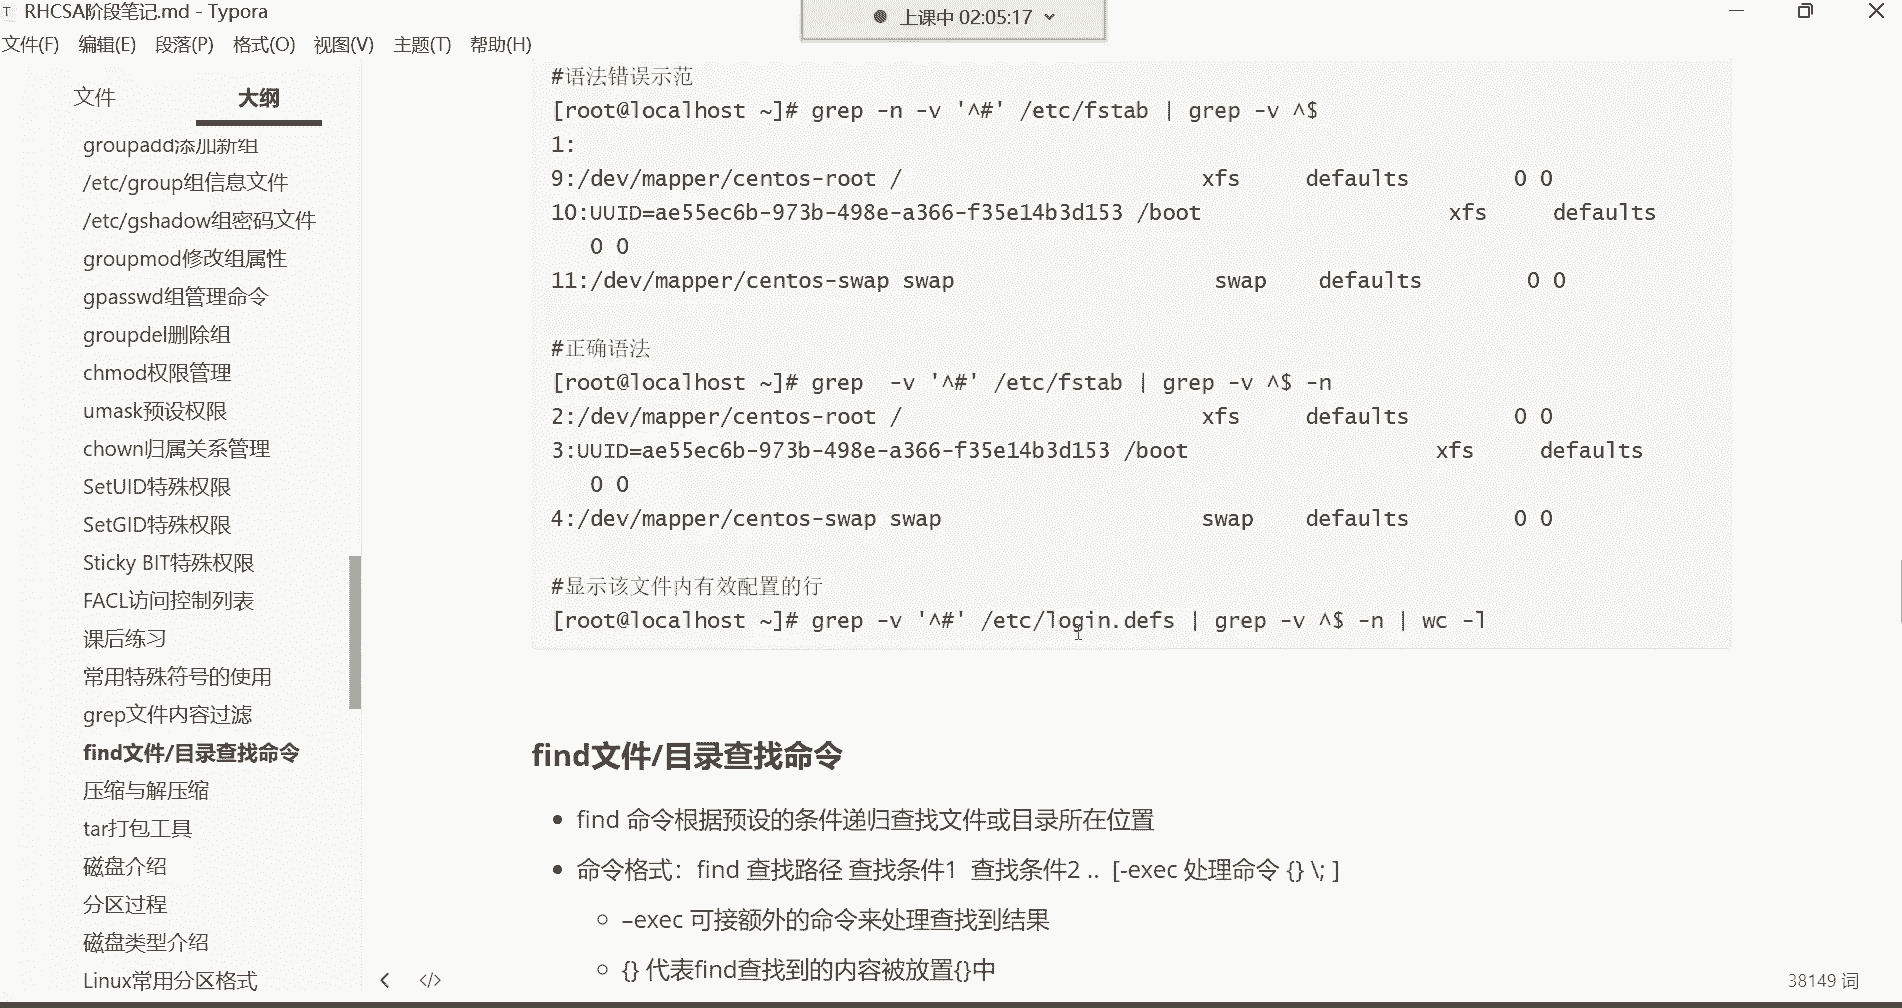 RHCSA阶段笔记.md - Typora
上课中 02:05:17
文件(F) 编辑(E) 段落(P) 格式(O) 视图(V) 主题(T) 帮助(H)
文件 大纲
groupadd添加新组
/etc/group组信息文件
/etc/gshadow组密码文件
groupmod修改组属性
gpasswd组管理命令
groupdel删除组
chmod权限管理
umask预设权限
chown归属关系管理
SetUID特殊权限
SetGID特殊权限
Sticky BIT特殊权限
FACL访问控制列表
课后练习
常用特殊符号的使用
grep文件内容过滤
find文件/目录查找命令
压缩与解压缩
tar打包工具
磁盘介绍
分区过程
磁盘类型介绍
Linux常用分区格式
#语法错误示范
[root@localhost ~]# grep -n -v '^#' /etc/fstab | grep -v ^$
1:
9:/dev/mapper/centos-root / xfs defaults 0 0
10:UUID=ae55ec6b-973b-498e-a366-f35e14b3d153 /boot xfs defaults
0 0
11:/dev/mapper/centos-swap swap swap defaults 0 0
#正确语法
[root@localhost ~]# grep  -v '^#' /etc/fstab | grep -v ^$ -n
2:/dev/mapper/centos-root / xfs defaults 0 0
3:UUID=ae55ec6b-973b-498e-a366-f35e14b3d153 /boot xfs defaults
0 0
4:/dev/mapper/centos-swap swap swap defaults 0 0
#显示该文件内有效配置的行
[root@localhost ~]# grep -v '^#' /etc/login.defs | grep -v ^$ -n | wc -l
find文件/目录查找命令
find 命令根据预设的条件递归查找文件或目录所在位置
命令格式：find 查找路径 查找条件1  查找条件2 ..  [-exec 处理命令 {} \; ]
–exec 可接额外的命令来处理查找到结果
{} 代表find查找到的内容被放置{}中
38149 词